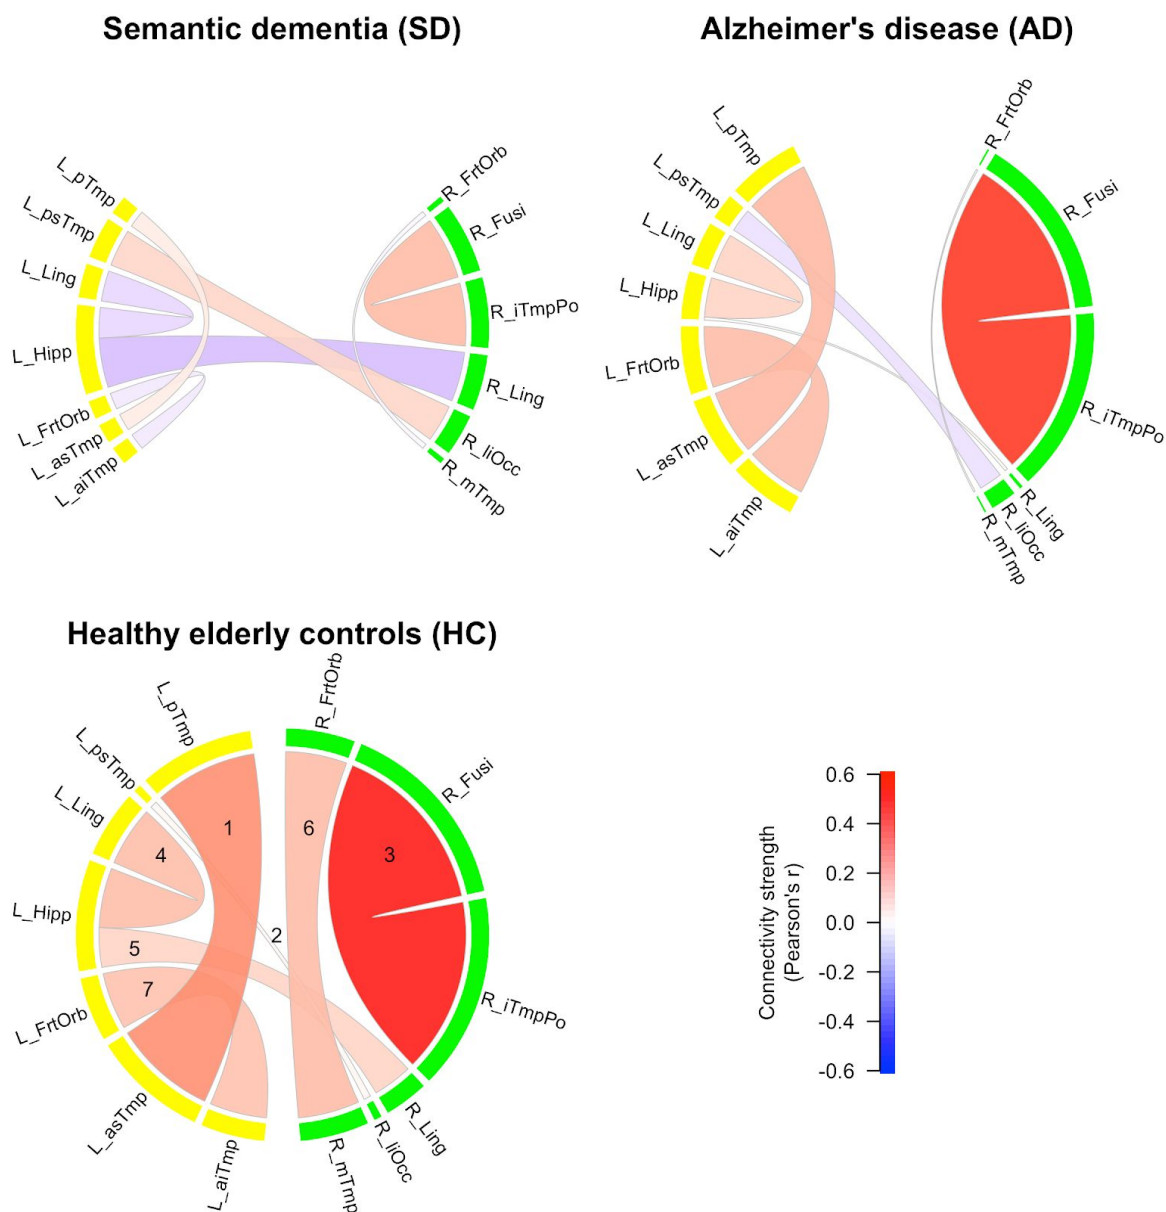 Semantic dementia (SD)
L_pTmp
L_psTmp
L_Ling
L_Hipp
L_FrtOrb
L_asTmp
L_aiTmp
R_FrtOrb
R_Fusi
R_iTmpPo
R_Ling
R_liOcc
R_mTmp
Alzheimer's disease (AD)
L_pTmp
L_psTmp
L_Ling
L_Hipp
L_FrtOrb
L_asTmp
L_aiTmp
R_FrtOrb
R_Fusi
R_iTmpPo
R_Ling
R_liOcc
R_mTmp
Healthy elderly controls (HC)
L_pTmp
L_psTmp
L_Ling
L_Hipp
L_FrtOrb
L_asTmp
L_aiTmp
R_FrtOrb
R_Fusi
R_iTmpPo
R_Ling
R_liOcc
R_mTmp
1
6
3
4
2
5
7
Connectivity strength
(Pearson's r)
0.6
0.4
0.2
0.0
-0.2
-0.4
-0.6